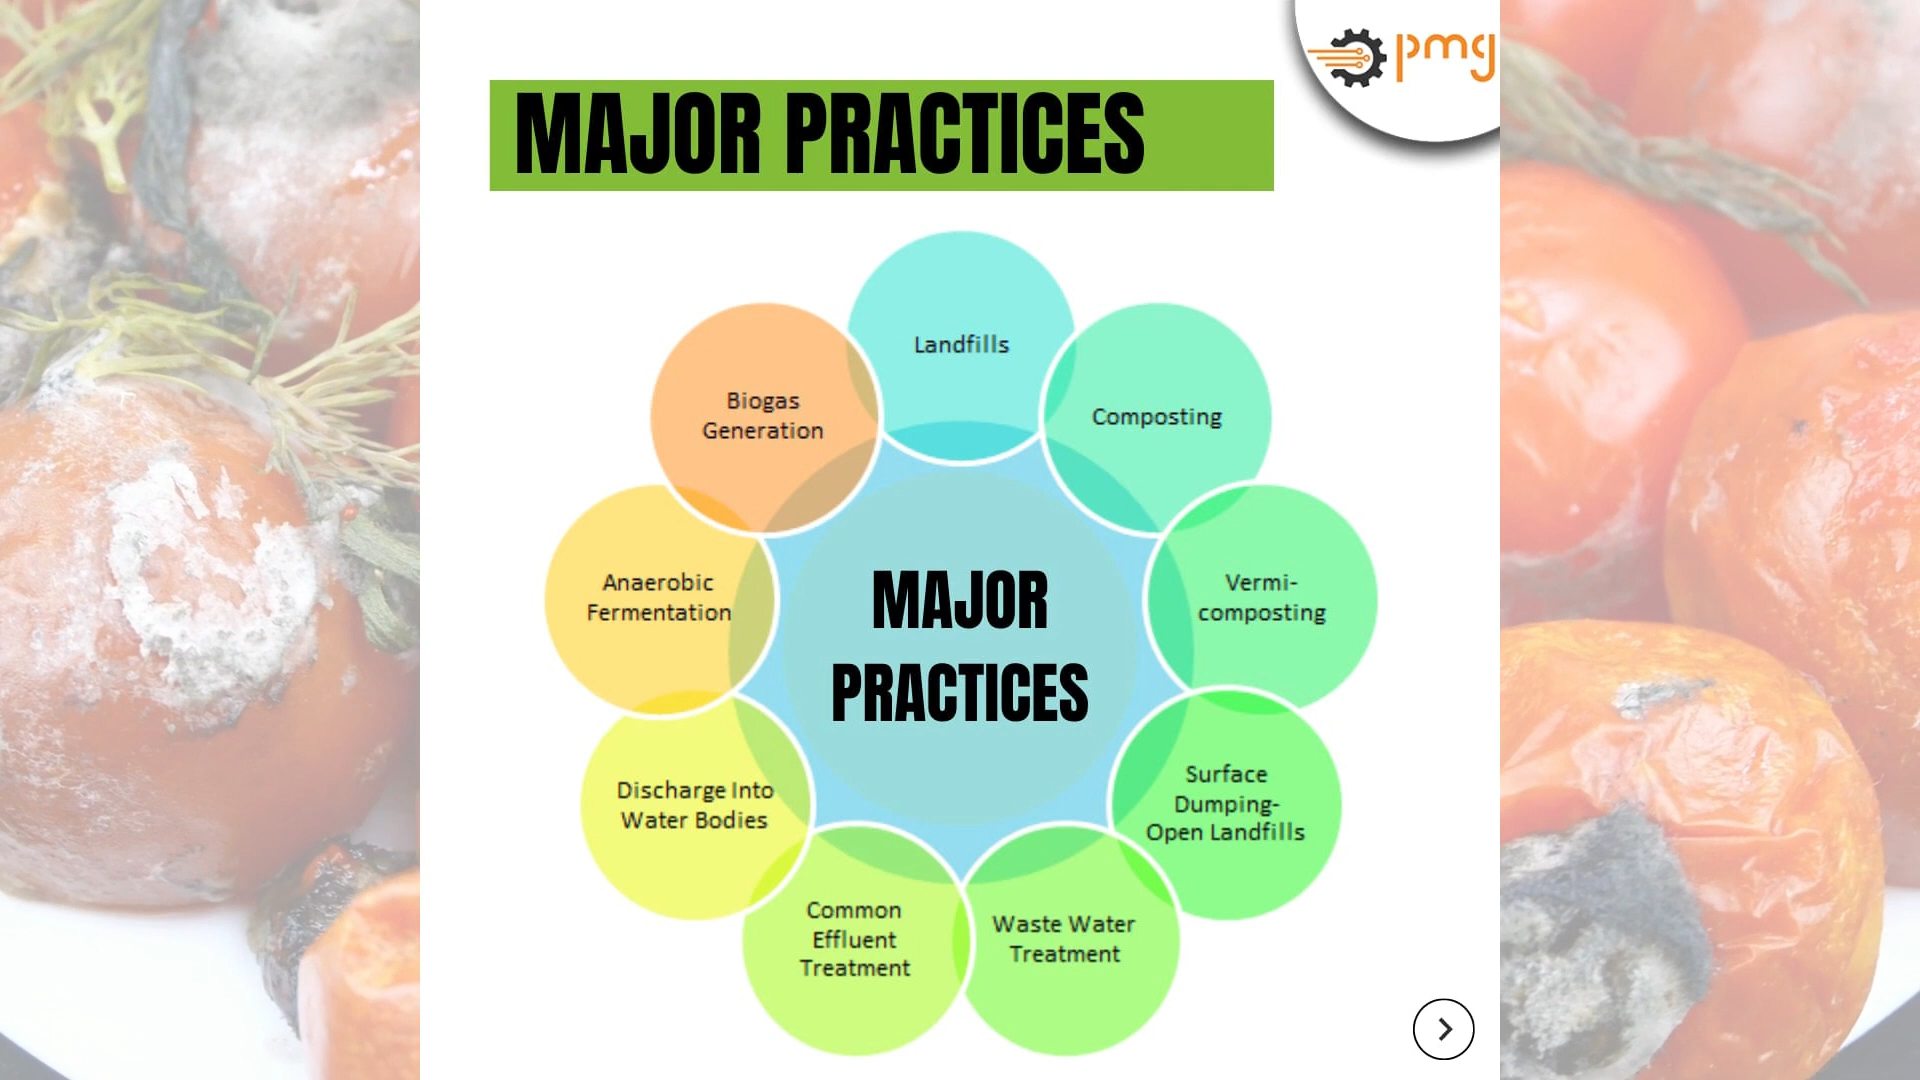 pmg
MAJOR PRACTICES
Landfills
Composting
Vermi-
composting
Surface
Dumping-
Open Landfills
Waste Water
Treatment
Common
Effluent
Treatment
Discharge Into
Water Bodies
Anaerobic
Fermentation
Biogas
Generation
MAJOR
PRACTICES